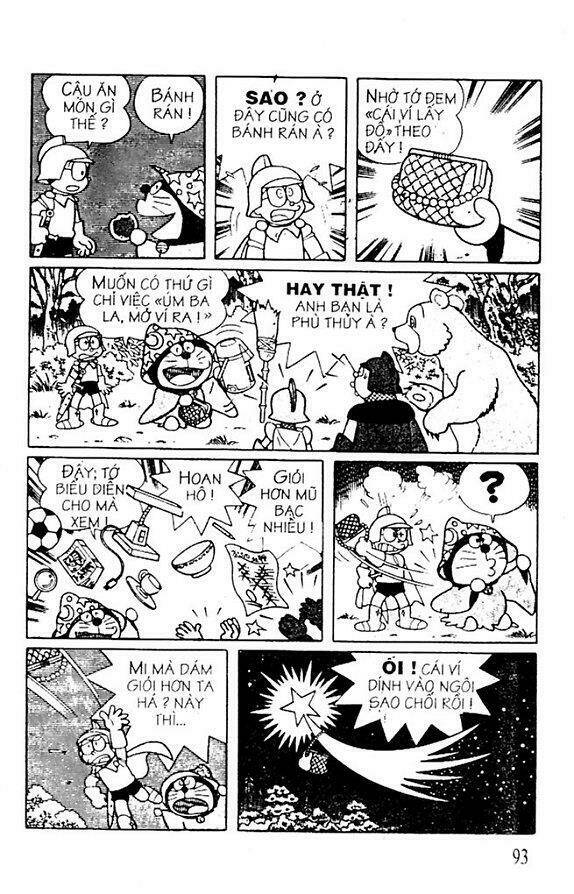 CẬU ĂN
MÓN GÌ
THẾ ?
BÁNH
RÁN !
SAO ? Ở
ĐÂY CŨNG CÓ
BÁNH RÁN À ?
NHỜ TỚ ĐEM
«CÁI VÍ LẤY
ĐỒ» THEO
ĐẤY !
MUỐN CÓ THỨ GÌ
CHỈ VIỆC «ÚM BA
LA, MỞ VÍ RA ! »
HAY THẬT !
ANH BẠN LÀ
PHÙ THỦY À ?
ĐÂY; TỚ
BIỂU DIỄN
CHO MÀ
XEM !
HOAN
HÔ !
GIỎI
HƠN MŨ
BẠC
NHIỀU !
?
MI MÀ DÁM
GIỎI HƠN TA
HẢ ? NÀY
THÌ...
ỐI ! CÁI VÍ
DÍNH VÀO NGÔI
SAO CHỔI RỒI !
93